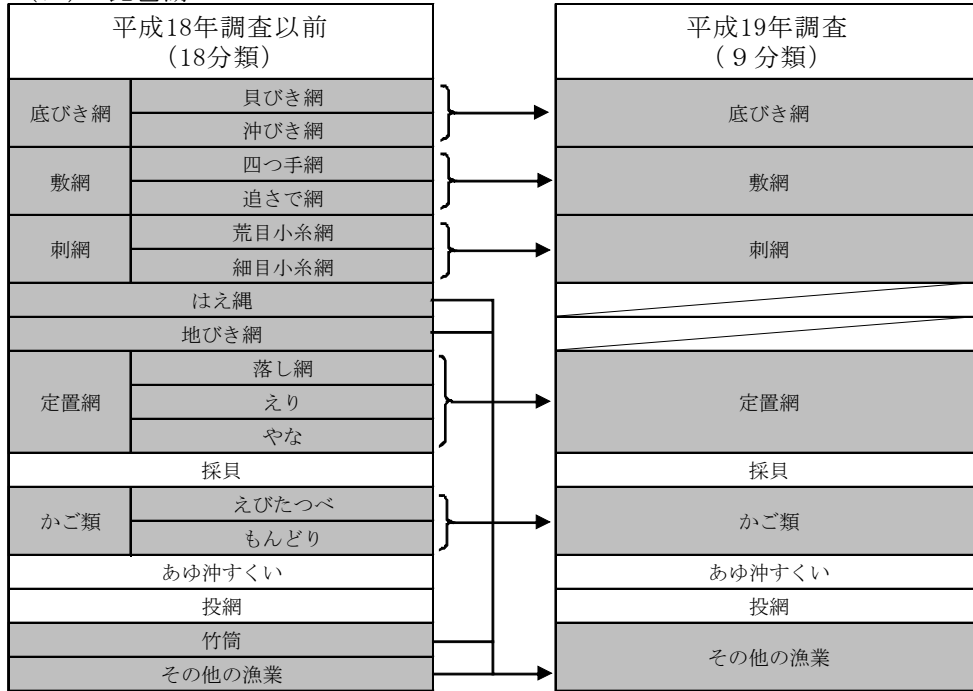 平成18年調査以前
（18分類）
平成19年調査
（９分類）
底びき網
貝びき網
沖びき網
底びき網
敷網
四つ手網
追さで網
敷網
刺網
荒目小糸網
細目小糸網
刺網
はえ縄
地びき網
定置網
落し網
えり
やな
定置網
採貝
採貝
かご類
えびたつべ
もんどり
かご類
あゆ沖すくい
あゆ沖すくい
投網
投網
竹筒
その他の漁業
その他の漁業